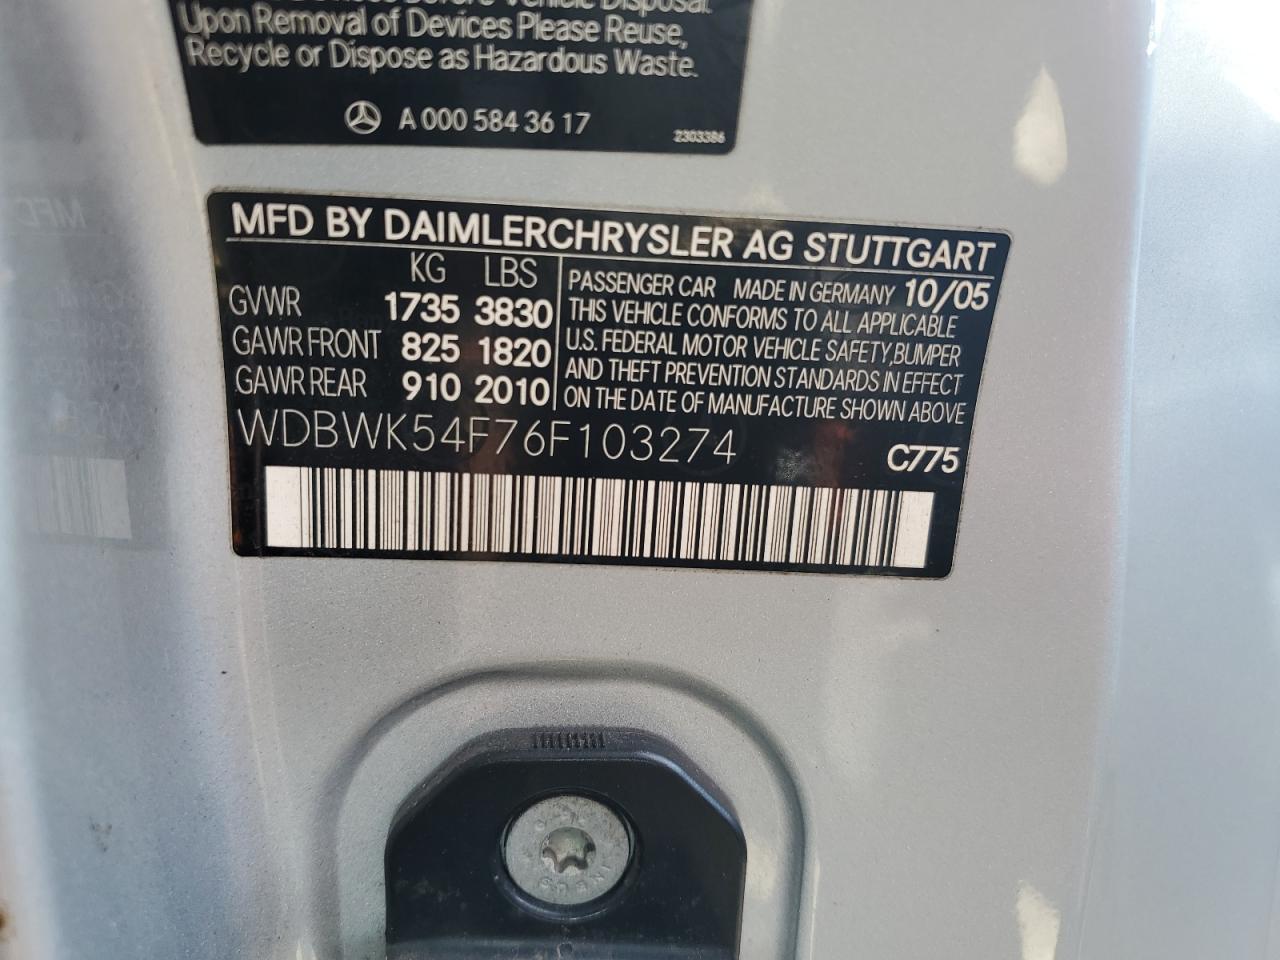 Before Vehicle Disposal.
Upon Removal of Devices Please Reuse,
Recycle or Dispose as Hazardous Waste.
A 000 584 36 17
2303386
MFD BY DAIMLERCHRYSLER AG STUTTGART
KG LBS
GVWR 1735 3830
GAWR FRONT 825 1820
GAWR REAR 910 2010
PASSENGER CAR MADE IN GERMANY 10/05
THIS VEHICLE CONFORMS TO ALL APPLICABLE
U.S. FEDERAL MOTOR VEHICLE SAFETY,BUMPER
AND THEFT PREVENTION STANDARDS IN EFFECT
ON THE DATE OF MANUFACTURE SHOWN ABOVE
WDBWK54F76F103274
C775